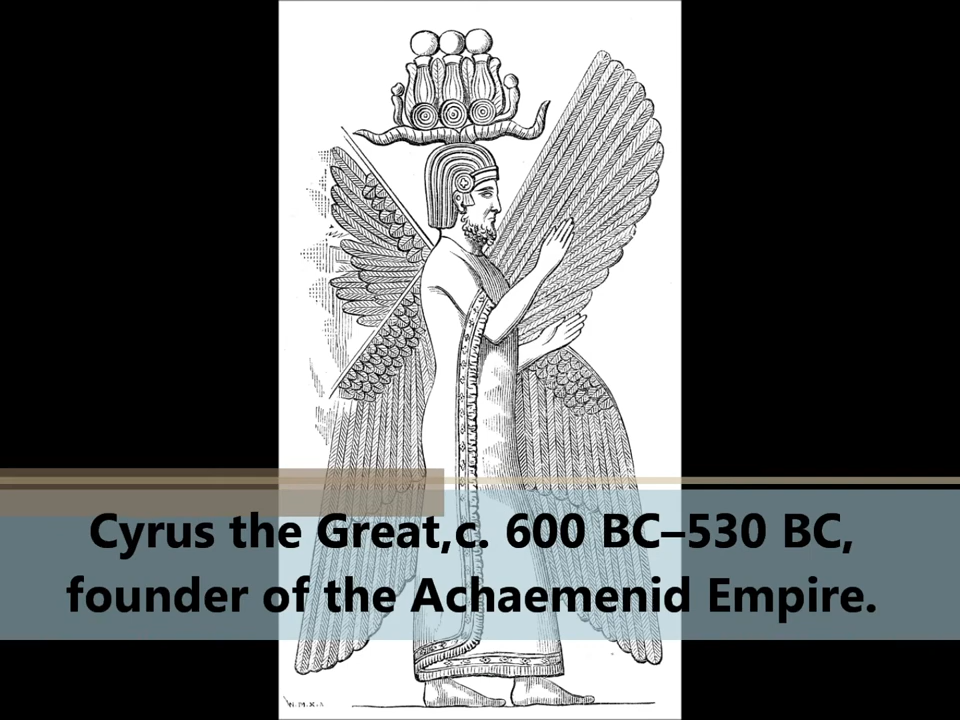 Cyrus the Great,c. 600 BC–530 BC,
founder of the Achaemenid Empire.
W.M.X.